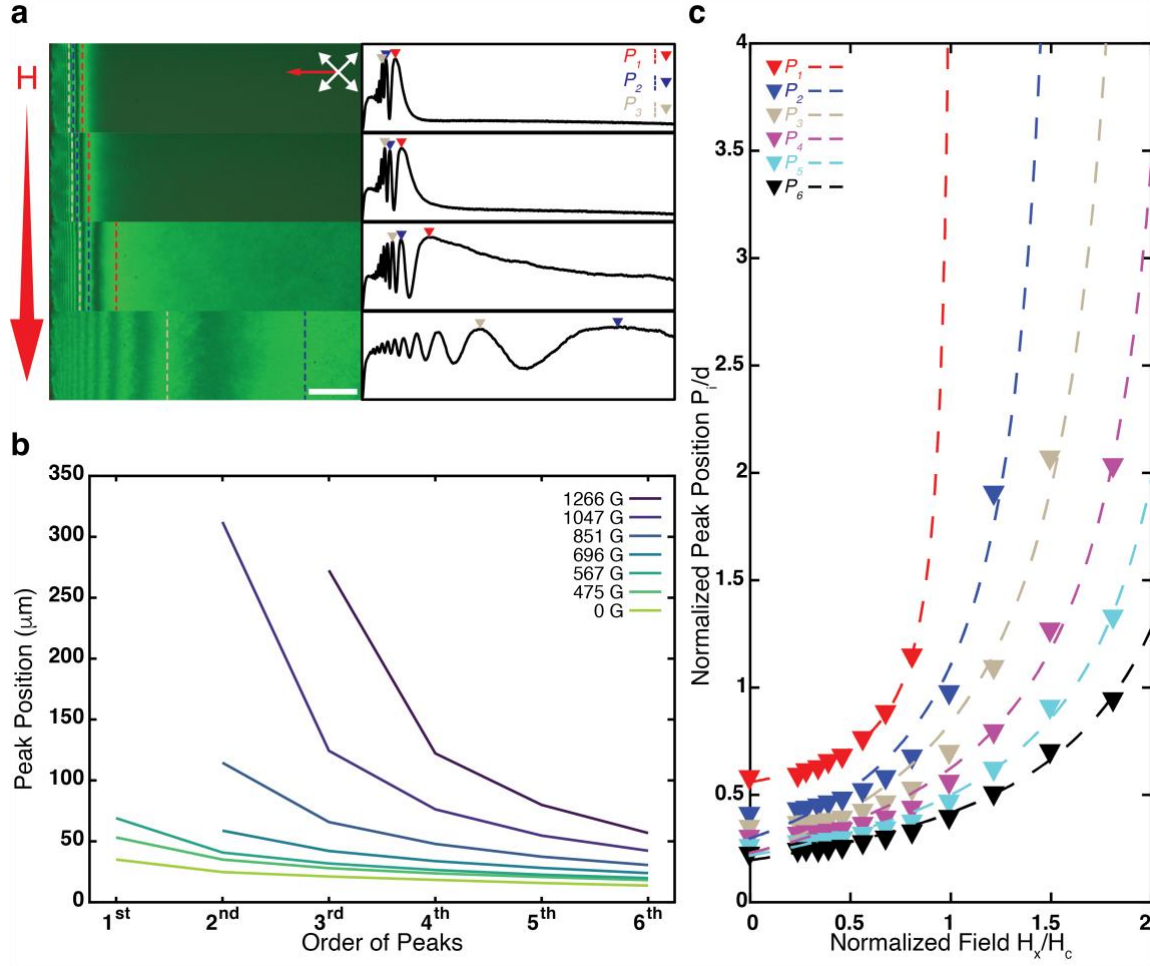 a
H
P1
P2
P3
b
350
300
250
200
150
100
50
0
Peak Position (μm)
1266 G
1047 G
851 G
696 G
567 G
475 G
0 G
1st
2nd
3rd
4th
5th
6th
Order of Peaks
c
4
3.5
3
2.5
2
1.5
1
0.5
0
Normalized Peak Position Pi/d
P1
P2
P3
P4
P5
P6
0
0.5
1
1.5
2
Normalized Field Hx/Hc